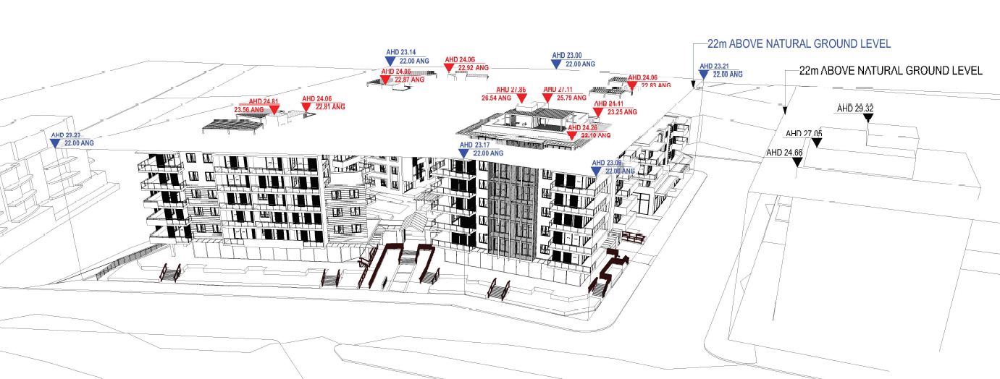 22m ABOVE NATURAL GROUND LEVEL
AHD 23.14
22.00 ANG
AHD 24.06
22.92 ANG
AHD 23.00
22.00 ANG
AHD 23.21
22.00 ANG
22m ABOVE NATURAL GROUND LEVEL
AHD 24.06
22.87 ANG
AHD 24.06
22.83 ANG
AHD 27.86
26.54 ANG
AHD 27.11
25.79 ANG
AHD 24.81
23.56 ANG
AHD 24.06
22.81 ANG
AHD 24.41
23.25 ANG
AHD 29.32
AHD 24.26
23.10 ANG
AHD 23.23
22.00 ANG
AHD 27.05
AHD 23.17
22.00 ANG
AHD 24.66
AHD 23.09
22.00 ANG